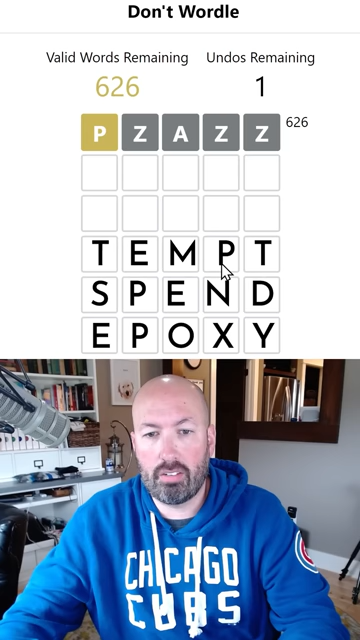 Don't Wordle
Valid Words Remaining Undos Remaining
626 1
P Z A Z Z 626
T E M P T
S P E N D
E P O X Y
CHICAGO
CUBS